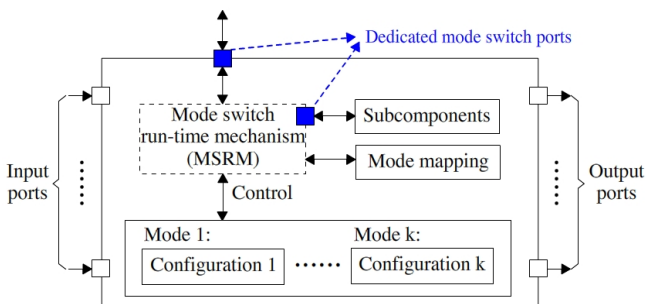 Dedicated mode switch ports
Mode switch
run-time mechanism
(MSRM)
Subcomponents
Mode mapping
Input
ports
Output
ports
Control
Mode 1:
Mode k:
Configuration 1
Configuration k